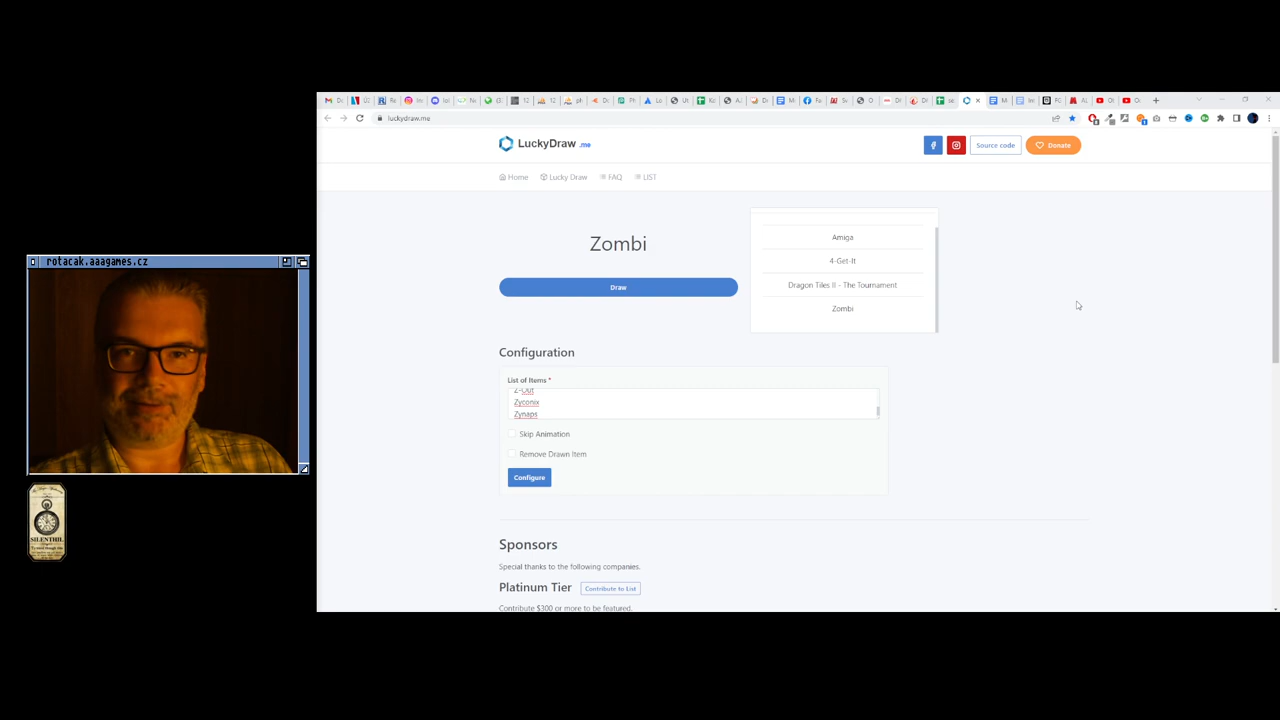 luckydraw.me
LuckyDraw .me
Source code
Donate
Home
Lucky Draw
FAQ
LIST
Zombi
Draw
Amiga
4-Get-It
Dragon Tiles II - The Tournament
Zombi
rotacak.aaagames.cz
Configuration
List of Items *
Z-Out
Zyconix
Zynaps
Skip Animation
Remove Drawn Item
Configure
SILENTHIL
Sponsors
Special thanks to the following companies.
Platinum Tier
Contribute to List
Contribute $300 or more to be featured.